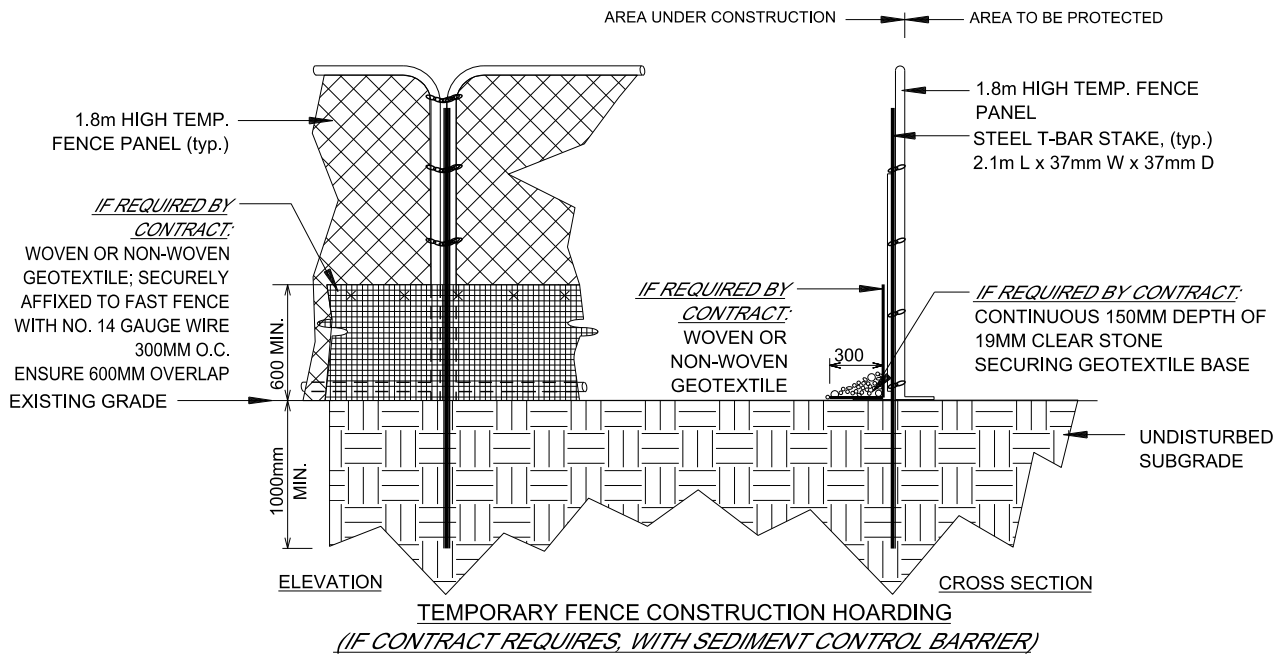 AREA UNDER CONSTRUCTION
AREA TO BE PROTECTED
1.8m HIGH TEMP.
FENCE PANEL (typ.)
IF REQUIRED BY
CONTRACT:
WOVEN OR NON-WOVEN
GEOTEXTILE; SECURELY
AFFIXED TO FAST FENCE
WITH NO. 14 GAUGE WIRE
300MM O.C.
ENSURE 600MM OVERLAP
EXISTING GRADE
600 MIN.
1000mm
MIN.
1.8m HIGH TEMP. FENCE
PANEL
STEEL T-BAR STAKE, (typ.)
2.1m L x 37mm W x 37mm D
IF REQUIRED BY
CONTRACT:
WOVEN OR
NON-WOVEN
GEOTEXTILE
300
IF REQUIRED BY CONTRACT:
CONTINUOUS 150MM DEPTH OF
19MM CLEAR STONE
SECURING GEOTEXTILE BASE
UNDISTURBED
SUBGRADE
ELEVATION
CROSS SECTION
TEMPORARY FENCE CONSTRUCTION HOARDING
(IF CONTRACT REQUIRES, WITH SEDIMENT CONTROL BARRIER)